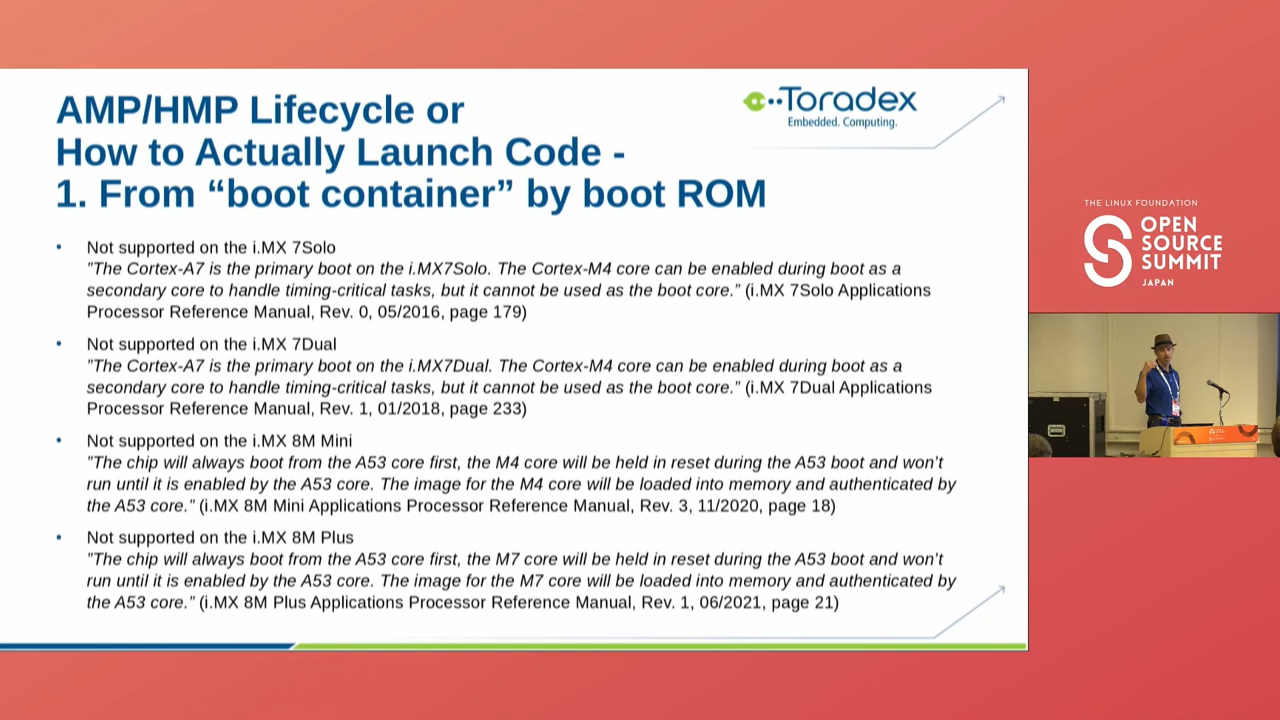 AMP/HMP Lifecycle or
How to Actually Launch Code -
1. From “boot container” by boot ROM
Toradex
Embedded. Computing.
• Not supported on the i.MX 7Solo
"The Cortex-A7 is the primary boot on the i.MX7Solo. The Cortex-M4 core can be enabled during boot as a
secondary core to handle timing-critical tasks, but it cannot be used as the boot core.” (i.MX 7Solo Applications
Processor Reference Manual, Rev. 0, 05/2016, page 179)
• Not supported on the i.MX 7Dual
"The Cortex-A7 is the primary boot on the i.MX7Dual. The Cortex-M4 core can be enabled during boot as a
secondary core to handle timing-critical tasks, but it cannot be used as the boot core.” (i.MX 7Dual Applications
Processor Reference Manual, Rev. 1, 01/2018, page 233)
• Not supported on the i.MX 8M Mini
"The chip will always boot from the A53 core first, the M4 core will be held in reset during the A53 boot and won’t
run until it is enabled by the A53 core. The image for the M4 core will be loaded into memory and authenticated by
the A53 core.” (i.MX 8M Mini Applications Processor Reference Manual, Rev. 3, 11/2020, page 18)
• Not supported on the i.MX 8M Plus
"The chip will always boot from the A53 core first, the M7 core will be held in reset during the A53 boot and won’t
run until it is enabled by the A53 core. The image for the M7 core will be loaded into memory and authenticated by
the A53 core.” (i.MX 8M Plus Applications Processor Reference Manual, Rev. 1, 06/2021, page 21)
THE LINUX FOUNDATION
OPEN
SOURCE
SUMMIT
JAPAN